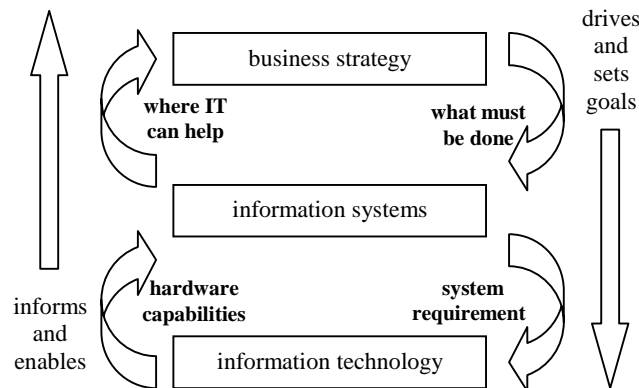 drives
and
sets
goals
business strategy
where IT
can help
what must
be done
information systems
hardware
capabilities
system
requirement
informs
and
enables
information technology